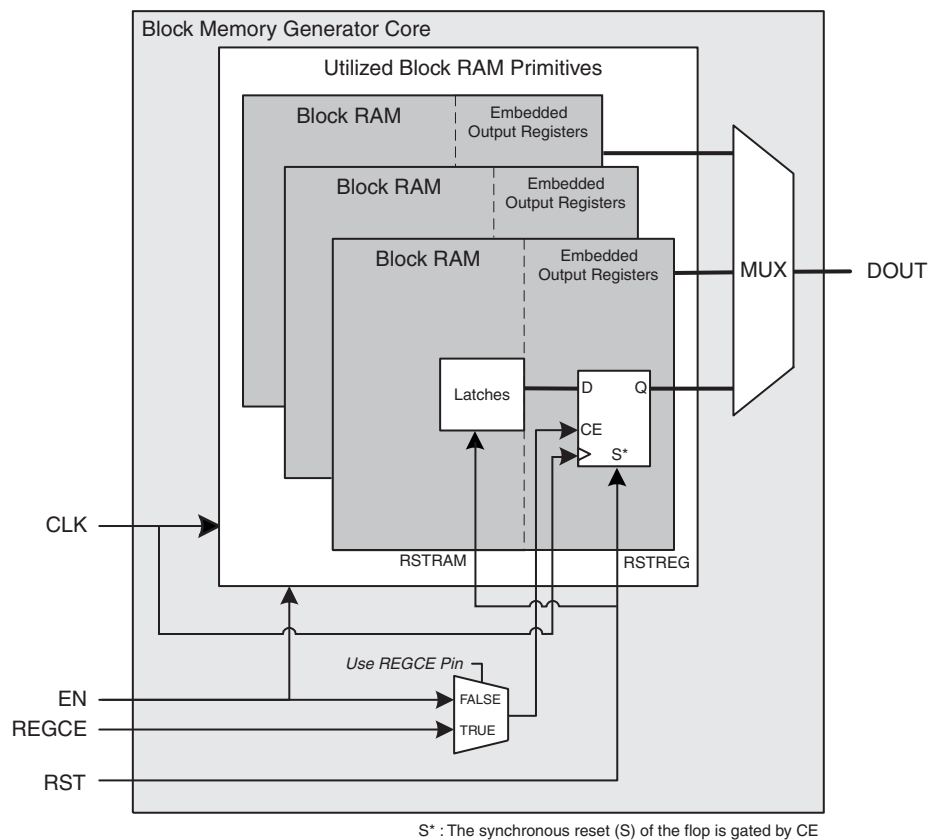 Block Memory Generator Core
Utilized Block RAM Primitives
Block RAM
Embedded
Output Registers
Block RAM
Embedded
Output Registers
Block RAM
Embedded
Output Registers
MUX
DOUT
Latches
D
Q
CE
S*
CLK
RSTRAM
RSTREG
Use REGCE Pin
EN
FALSE
REGCE
TRUE
RST
S* : The synchronous reset (S) of the flop is gated by CE